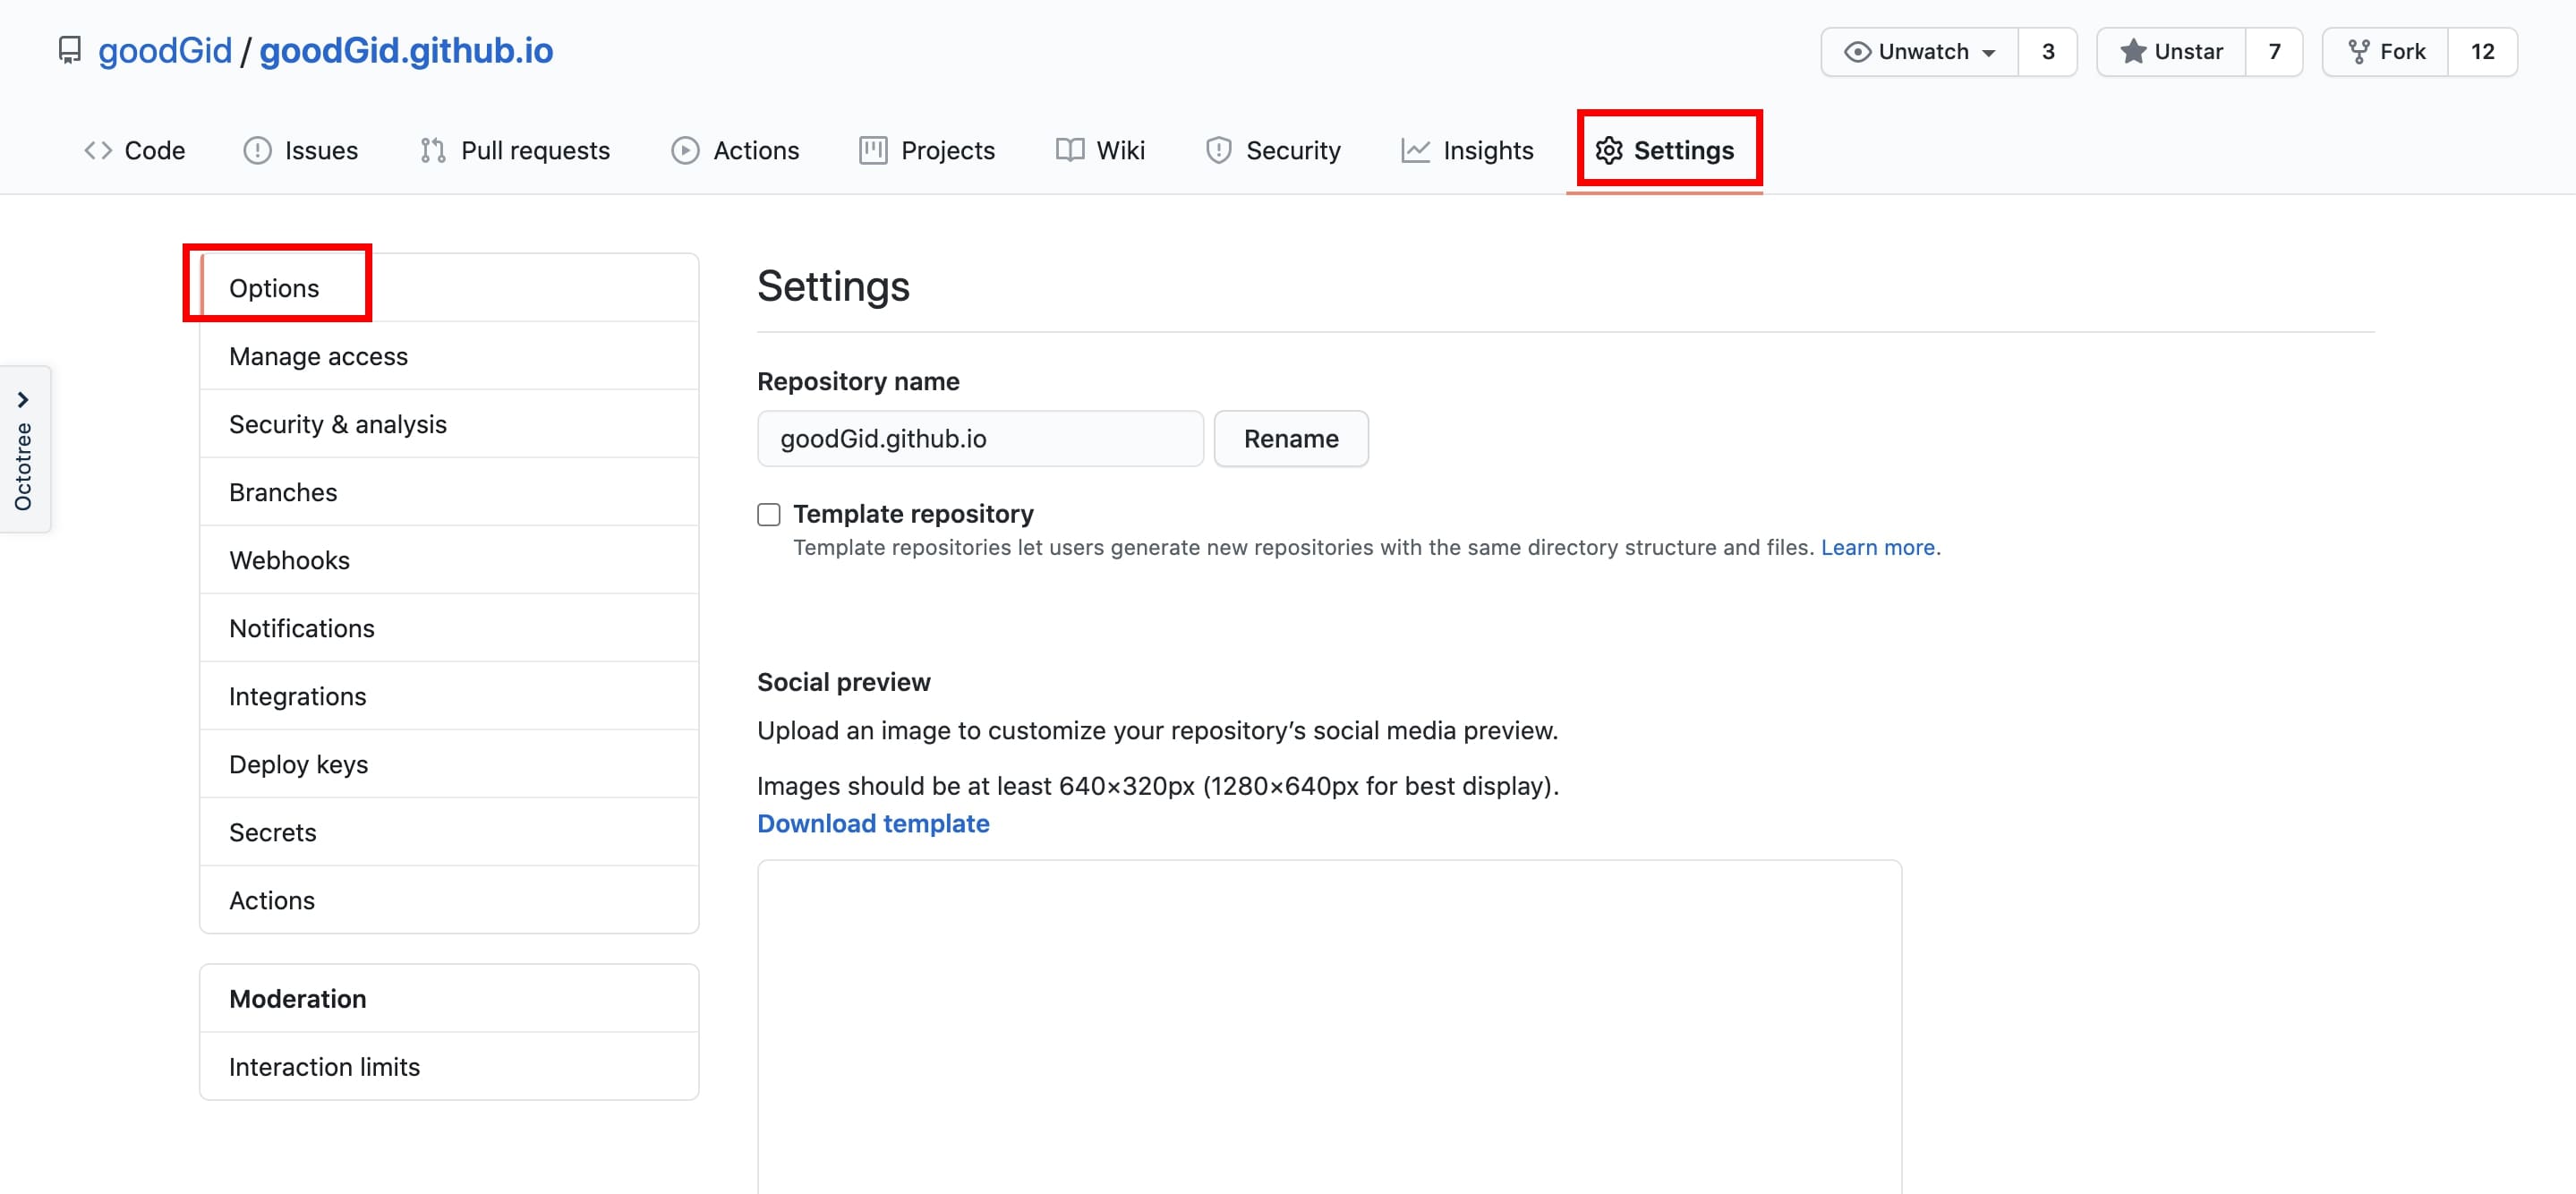 goodGid / goodGid.github.io
Unwatch 3 Unstar 7 Fork 12
Code Issues Pull requests Actions Projects Wiki Security Insights Settings
Octotree
Options
Manage access
Security & analysis
Branches
Webhooks
Notifications
Integrations
Deploy keys
Secrets
Actions
Moderation
Interaction limits
Settings
Repository name
goodGid.github.io Rename
Template repository
Template repositories let users generate new repositories with the same directory structure and files. Learn more.
Social preview
Upload an image to customize your repository’s social media preview.
Images should be at least 640×320px (1280×640px for best display).
Download template